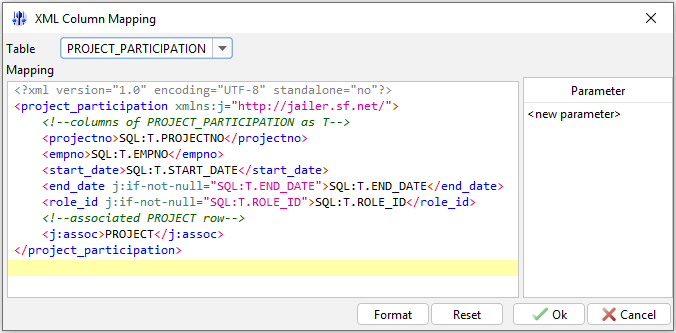 XML Column Mapping
Table PROJECT_PARTICIPATION
Mapping
<?xml version="1.0" encoding="UTF-8" standalone="no"?>
<project_participation xmlns:j="http://jailer.sf.net/">
<!--columns of PROJECT_PARTICIPATION as T-->
<projectno>SQL:T.PROJECTNO</projectno>
<empno>SQL:T.EMPNO</empno>
<start_date>SQL:T.START_DATE</start_date>
<end_date j:if-not-null="SQL:T.END_DATE">SQL:T.END_DATE</end_date>
<role_id j:if-not-null="SQL:T.ROLE_ID">SQL:T.ROLE_ID</role_id>
<!--associated PROJECT row-->
<j:assoc>PROJECT</j:assoc>
</project_participation>
Parameter
<new parameter>
Format Reset Ok Cancel